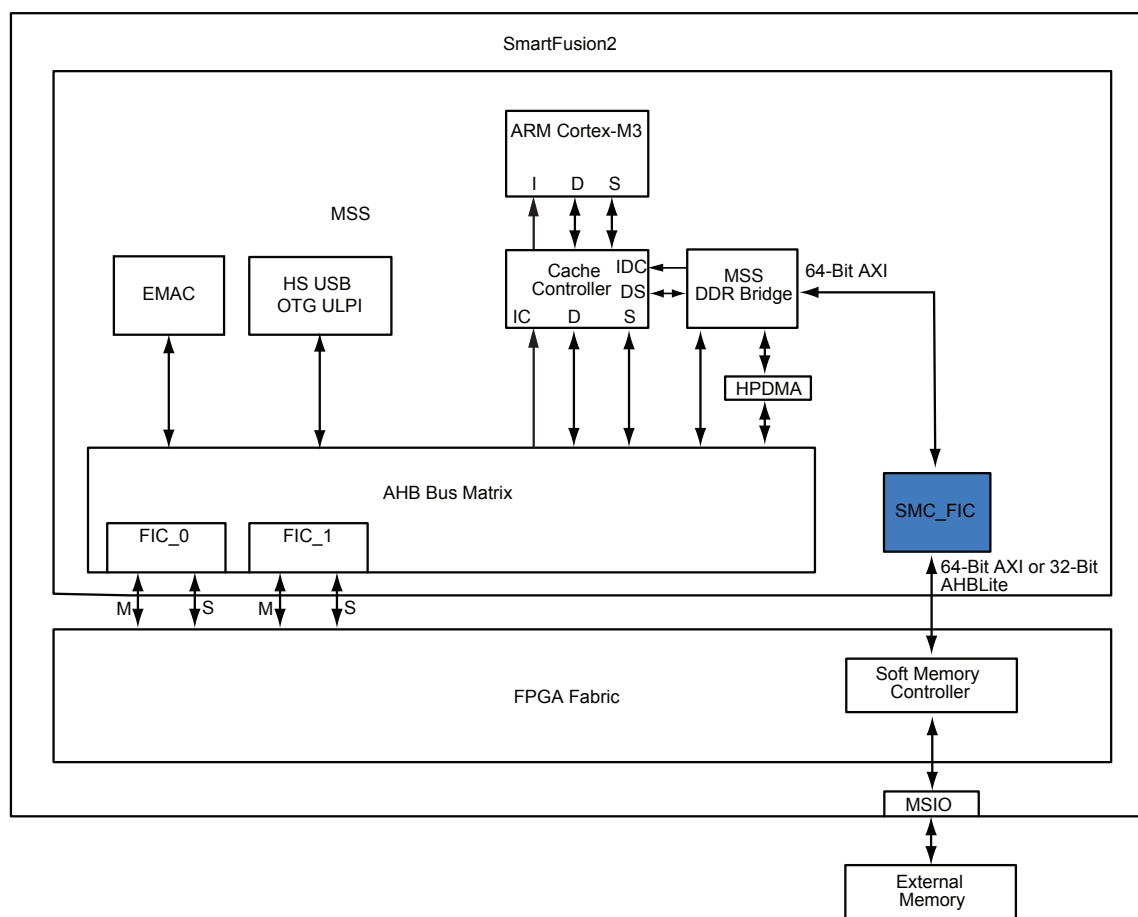 SmartFusion2
ARM Cortex-M3
I D S
MSS
EMAC
HS USB
OTG ULPI
Cache
Controller
IDC
DS
IC D S
MSS
DDR Bridge
64-Bit AXI
HPDMA
AHB Bus Matrix
SMC_FIC
FIC_0
FIC_1
64-Bit AXI or 32-Bit
AHBLite
M S M S
FPGA Fabric
Soft Memory
Controller
MSIO
External
Memory